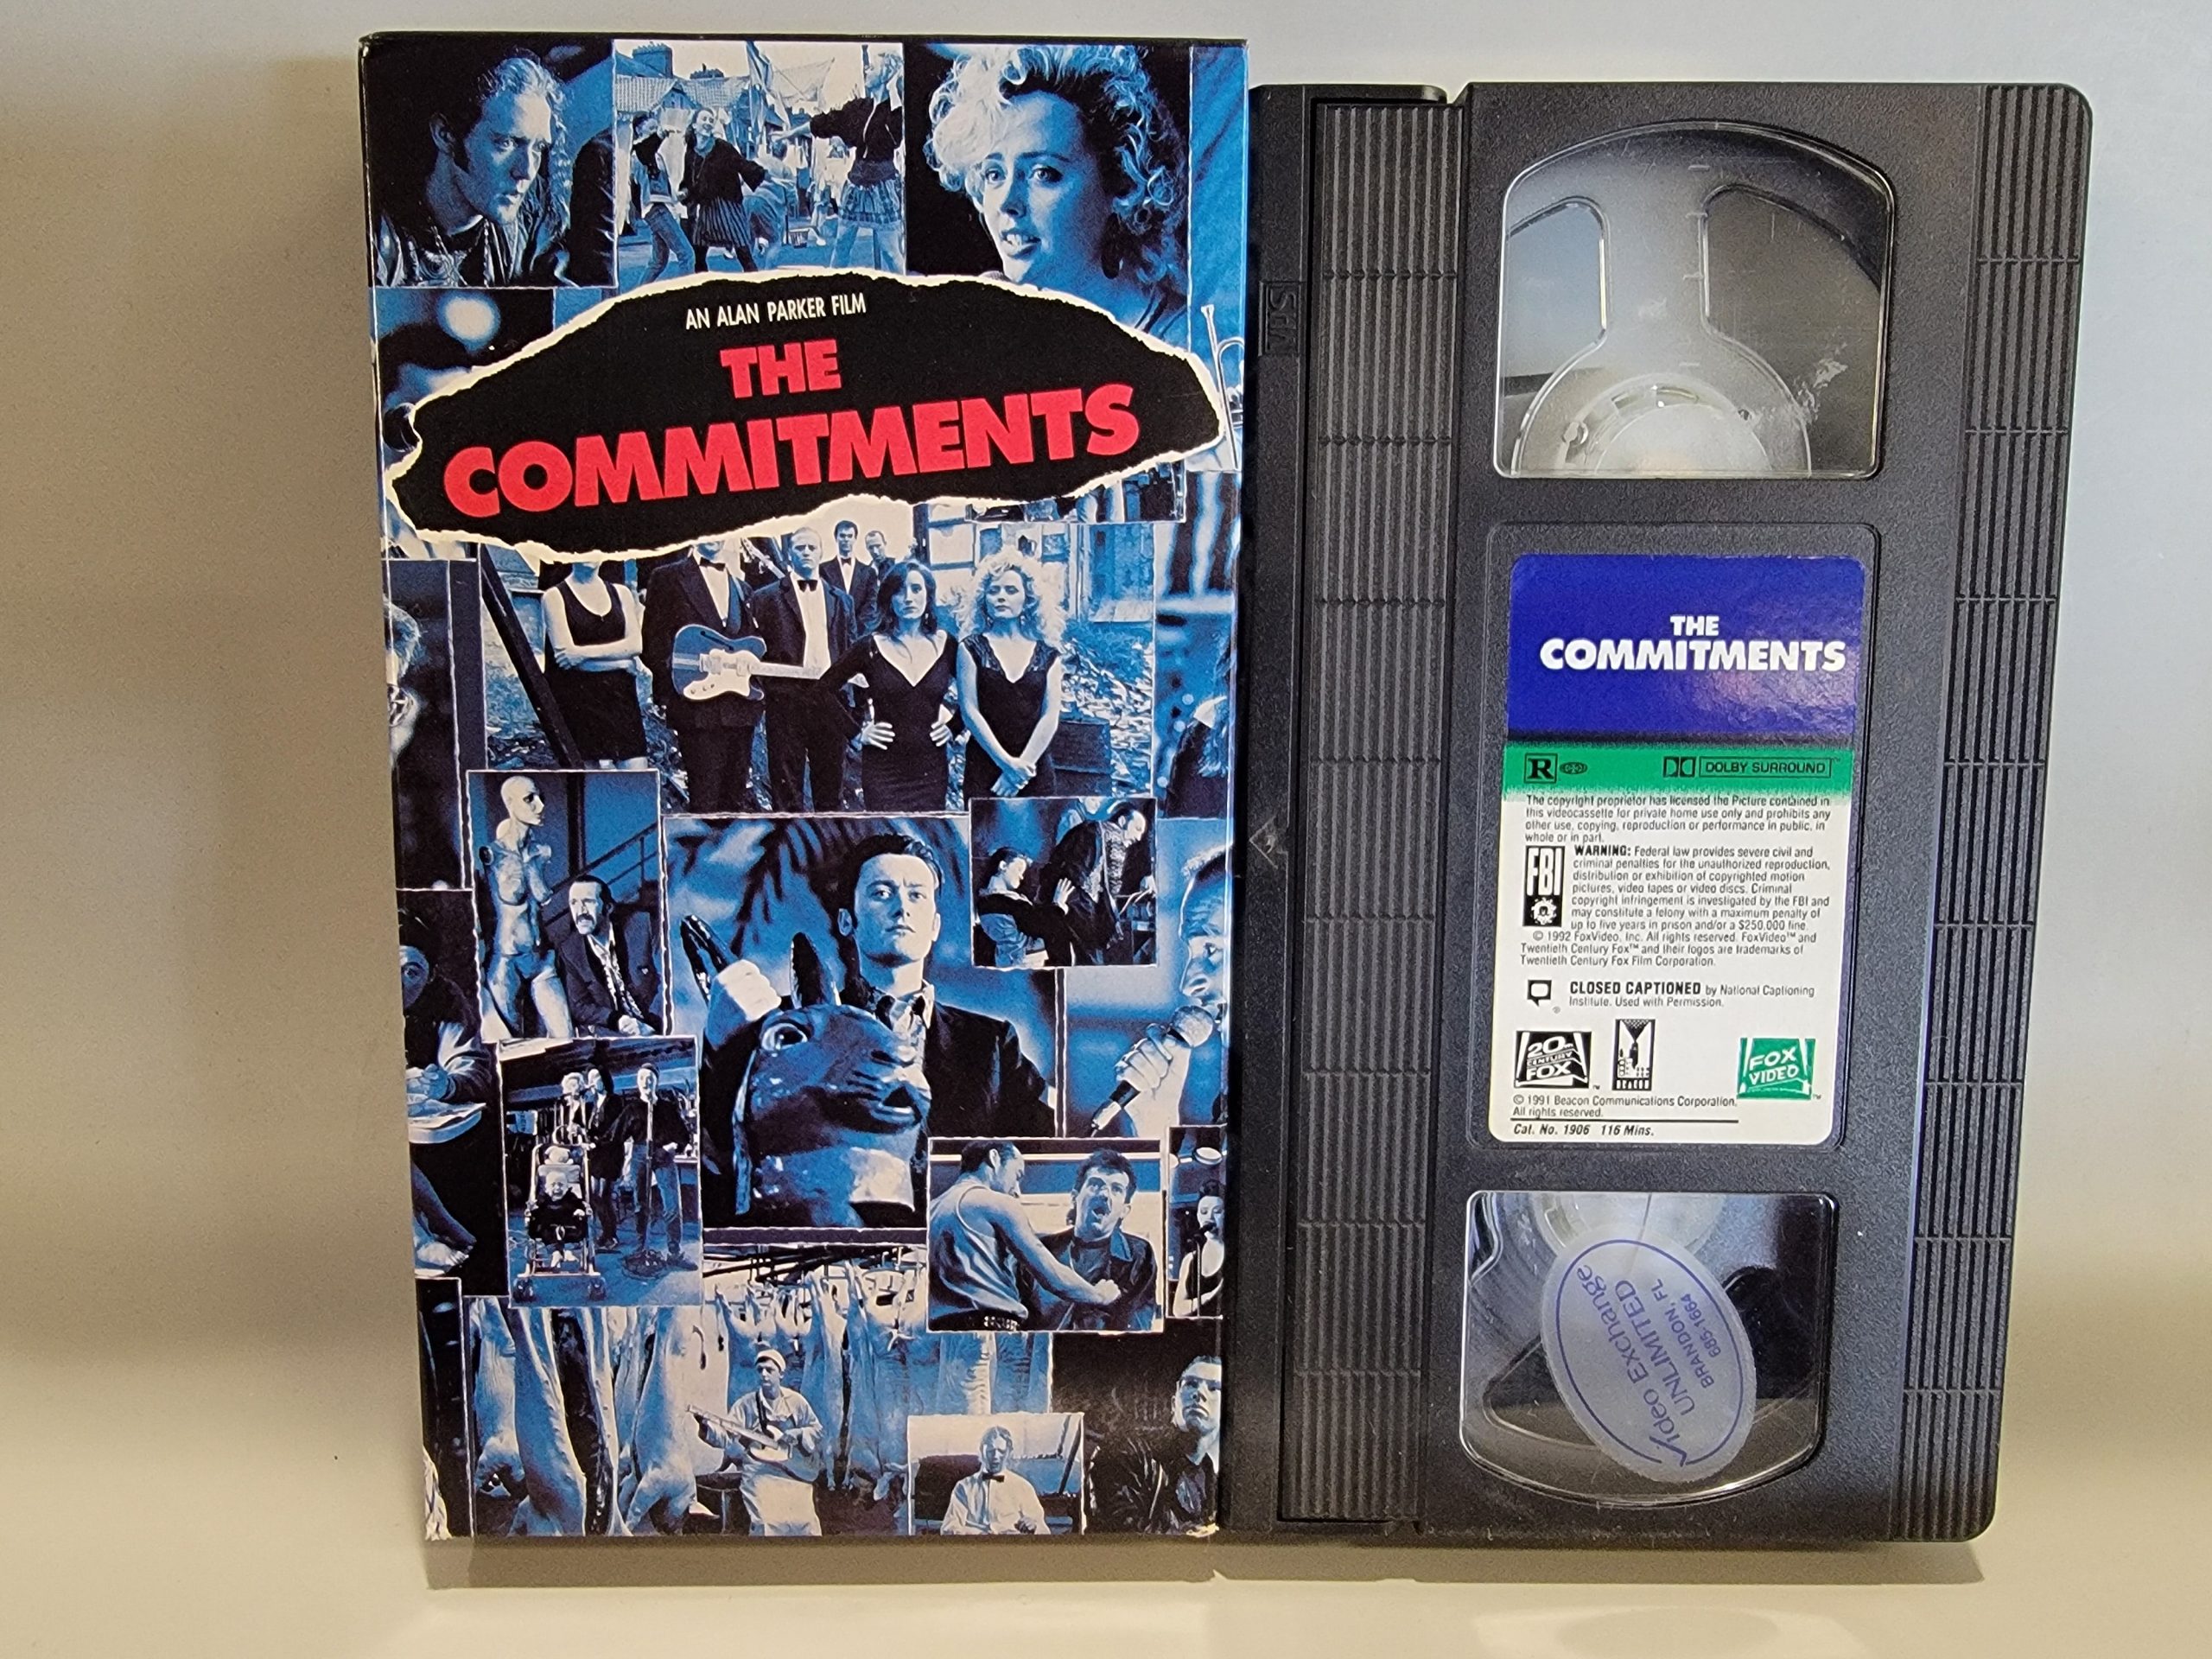 AN ALAN PARKER FILM
THE
COMMITMENTS
THE
COMMITMENTS
R
DOLBY SURROUND
The copyright proprietor has licensed the Picture contained in
this videocassette for private home use only and prohibits any
other use, copying, reproduction or performance in public, in
whole or in part.
FBI
WARNING: Federal law provides severe civil and
criminal penalties for the unauthorized reproduction,
distribution or exhibition of copyrighted motion
pictures, video tapes or video discs. Criminal
copyright infringement is investigated by the FBI and
may constitute a felony with a maximum penalty of
up to five years in prison and/or a $250,000 fine.
© 1992 FoxVideo, Inc. All rights reserved. FoxVideo™ and
Twentieth Century Fox™ and their logos are trademarks of
Twentieth Century Fox Film Corporation.
CLOSED CAPTIONED by National Captioning
Institute. Used with Permission.
20th
CENTURY
FOX
™
BEACON
FOX
VIDEO
™
© 1991 Beacon Communications Corporation.
All rights reserved.
Cat. No. 1906 116 Mins.
Video Exchange
UNLIMITED
BRANDON, FL
685-1664